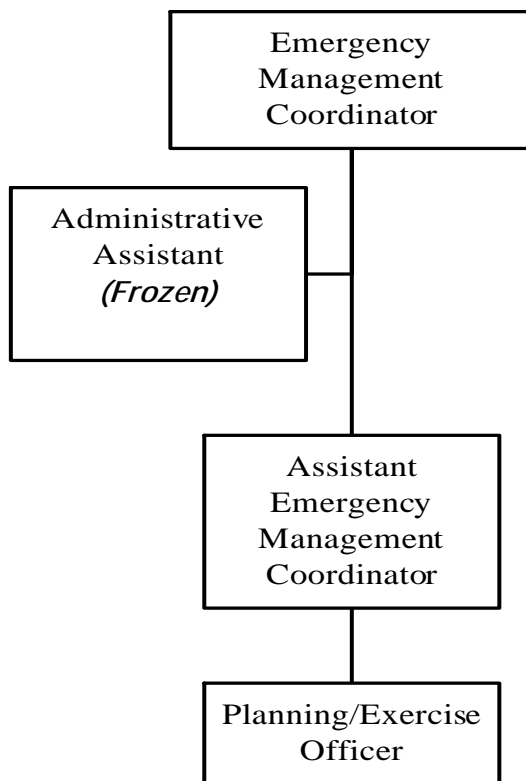 Emergency
Management
Coordinator
Administrative
Assistant
(Frozen)
Assistant
Emergency
Management
Coordinator
Planning/Exercise
Officer